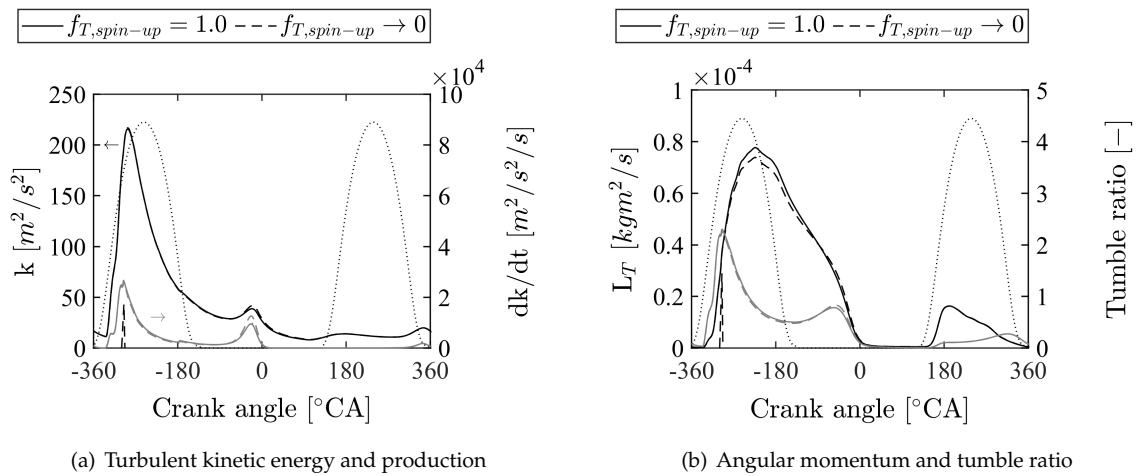 f_{T,spin-up} = 1.0 f_{T,spin-up} → 0
×10^4
250 200 150 100 50 0
10 8 6 4 2 0
k [m^2/s^2]
dk/dt [m^2/s^2/s]
←
→
-360 -180 0 180 360
Crank angle [°CA]
(a) Turbulent kinetic energy and production
f_{T,spin-up} = 1.0 f_{T,spin-up} → 0
×10^-4
1 0.8 0.6 0.4 0.2 0
5 4 3 2 1 0
L_T [kgm^2/s]
Tumble ratio [−]
-360 -180 0 180 360
Crank angle [°CA]
(b) Angular momentum and tumble ratio